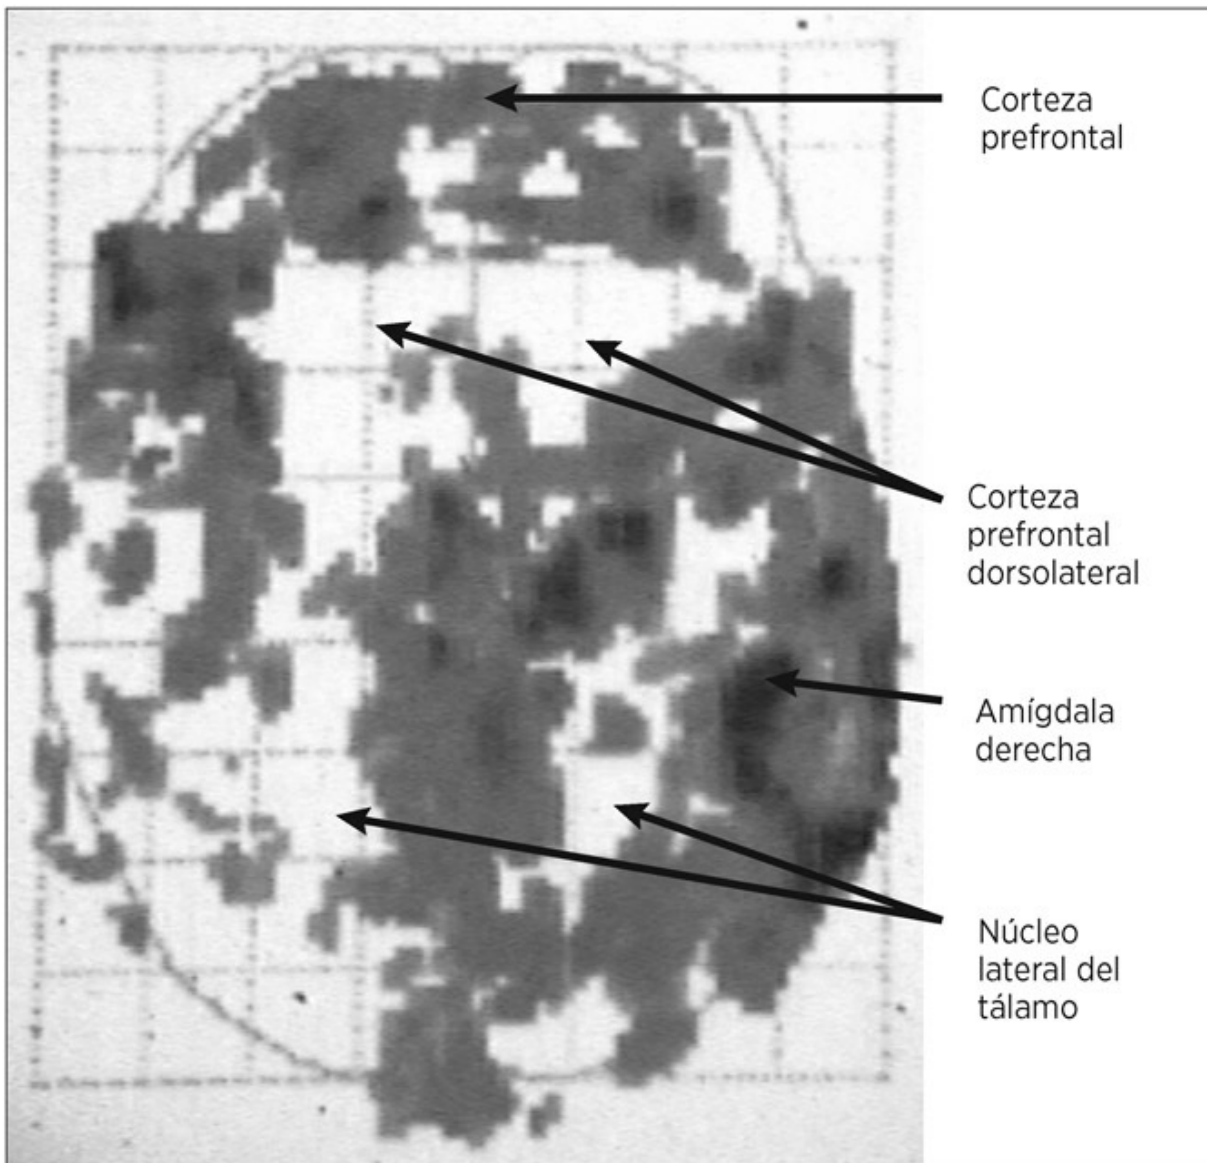 Corteza
prefrontal
Corteza
prefrontal
dorsolateral
Amígdala
derecha
Núcleo
lateral del
tálamo